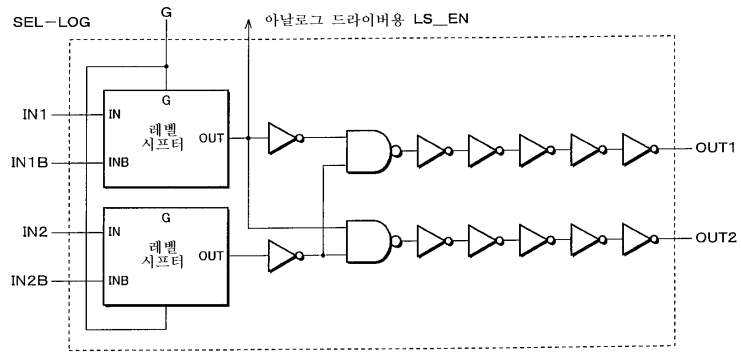 SEL-LOG
G
아날로그 드라이버용 LS_EN
IN1
IN1B
G
IN
INB
레벨
시프터
OUT
OUT1
IN2
IN2B
G
IN
INB
레벨
시프터
OUT
OUT2